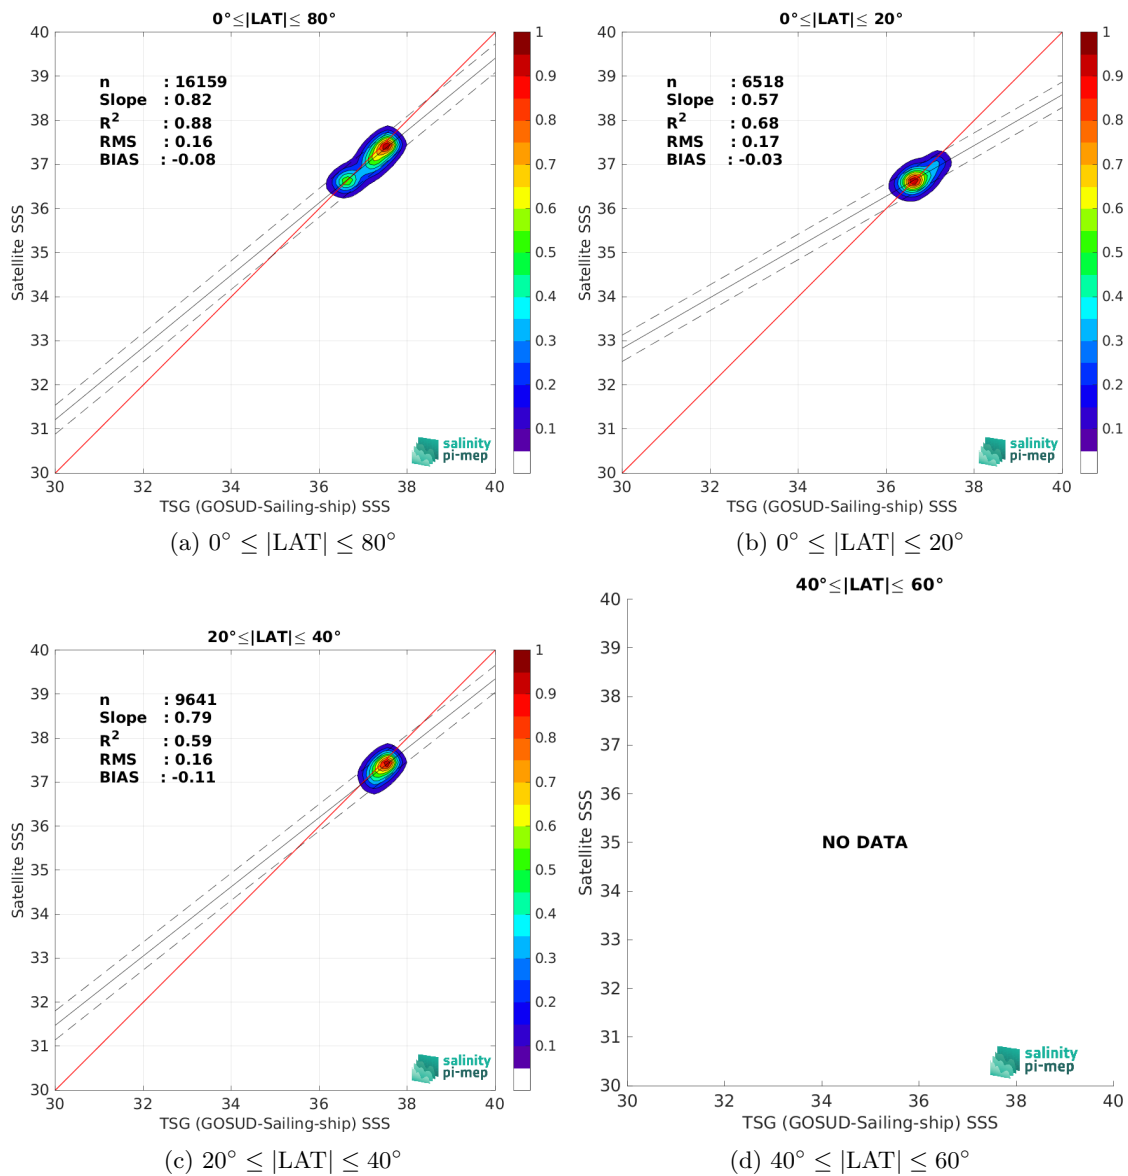 0°≤|LAT|≤ 80°
40
39
38
37
36
35
34
33
32
31
30
Satellite SSS
n : 16159
Slope : 0.82
R² : 0.88
RMS : 0.16
BIAS : -0.08
1
0.9
0.8
0.7
0.6
0.5
0.4
0.3
0.2
0.1
salinity
pi-mep
30 32 34 36 38 40
TSG (GOSUD-Sailing-ship) SSS
(a) 0° ≤ |LAT| ≤ 80°
0°≤|LAT|≤ 20°
40
39
38
37
36
35
34
33
32
31
30
Satellite SSS
n : 6518
Slope : 0.57
R² : 0.68
RMS : 0.17
BIAS : -0.03
1
0.9
0.8
0.7
0.6
0.5
0.4
0.3
0.2
0.1
salinity
pi-mep
30 32 34 36 38 40
TSG (GOSUD-Sailing-ship) SSS
(b) 0° ≤ |LAT| ≤ 20°
20°≤|LAT|≤ 40°
40
39
38
37
36
35
34
33
32
31
30
Satellite SSS
n : 9641
Slope : 0.79
R² : 0.59
RMS : 0.16
BIAS : -0.11
1
0.9
0.8
0.7
0.6
0.5
0.4
0.3
0.2
0.1
salinity
pi-mep
30 32 34 36 38 40
TSG (GOSUD-Sailing-ship) SSS
(c) 20° ≤ |LAT| ≤ 40°
40°≤|LAT|≤ 60°
40
39
38
37
36
35
34
33
32
31
30
Satellite SSS
NO DATA
salinity
pi-mep
30 32 34 36 38 40
TSG (GOSUD-Sailing-ship) SSS
(d) 40° ≤ |LAT| ≤ 60°